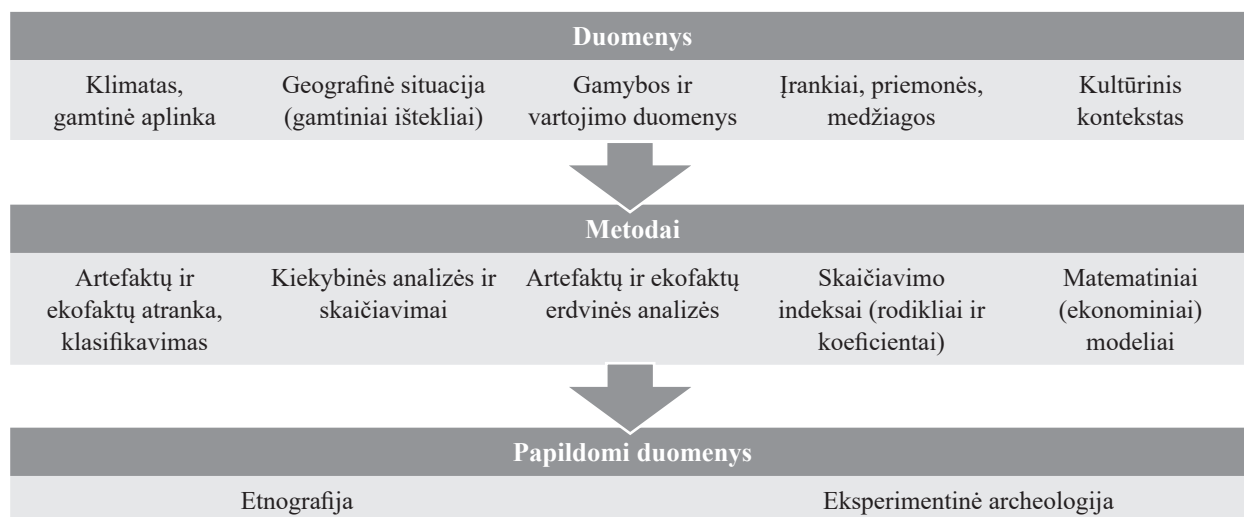 Duomenys
Klimatas,
gamtinė aplinka
Geografinė situacija
(gamtiniai ištekliai)
Gamybos ir
vartojimo duomenys
Įrankiai, priemonės,
medžiagos
Kultūrinis
kontekstas
Metodai
Artefaktų ir
ekofaktų atranka,
klasifikavimas
Kiekybinės analizės ir
skaičiavimai
Artefaktų ir ekofaktų
erdvinės analizės
Skaičiavimo
indeksai (rodikliai ir
koeficientai)
Matematiniai
(ekonominiai)
modeliai
Papildomi duomenys
Etnografija
Eksperimentinė archeologija